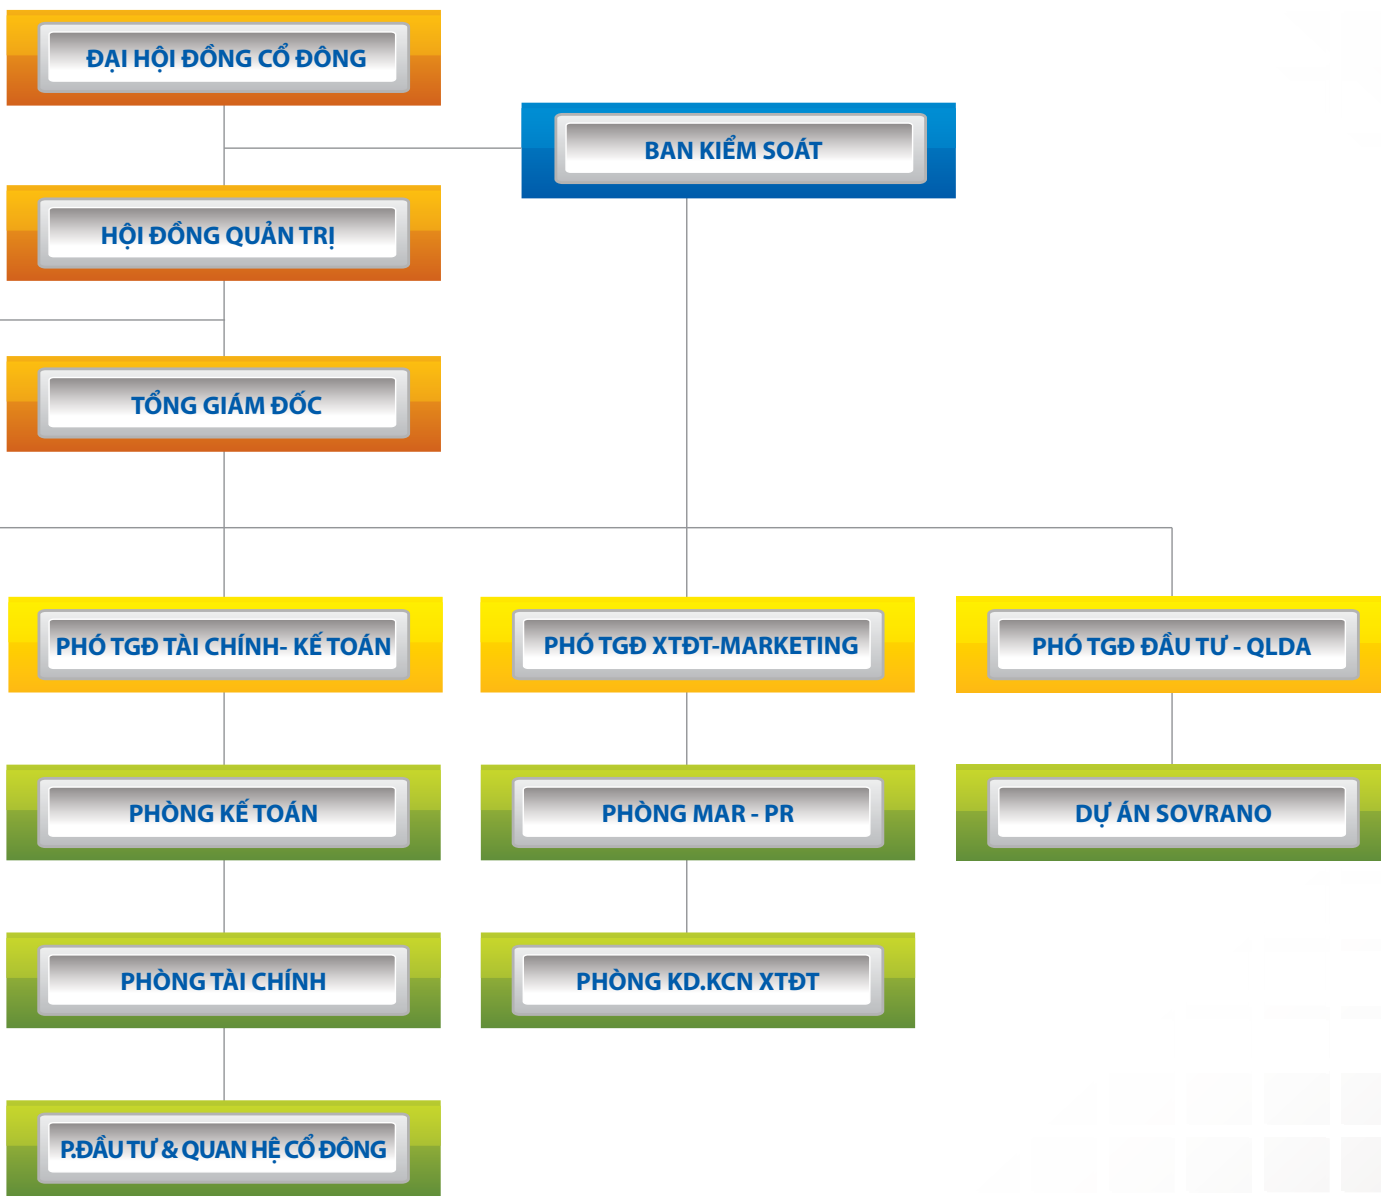 ĐẠI HỘI ĐỒNG CỔ ĐÔNG
BAN KIỂM SOÁT
HỘI ĐỒNG QUẢN TRỊ
TỔNG GIÁM ĐỐC
PHÓ TGĐ TÀI CHÍNH- KẾ TOÁN
PHÓ TGĐ XTĐT-MARKETING
PHÓ TGĐ ĐẦU TƯ - QLDA
PHÒNG KẾ TOÁN
PHÒNG MAR - PR
DỰ ÁN SOVRANO
PHÒNG TÀI CHÍNH
PHÒNG KD.KCN XTĐT
P.ĐẦU TƯ & QUAN HỆ CỔ ĐÔNG